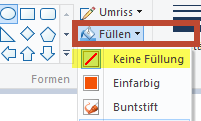 Umriss
Füllen
Keine Füllung
Formen
Einfarbig
Buntstift